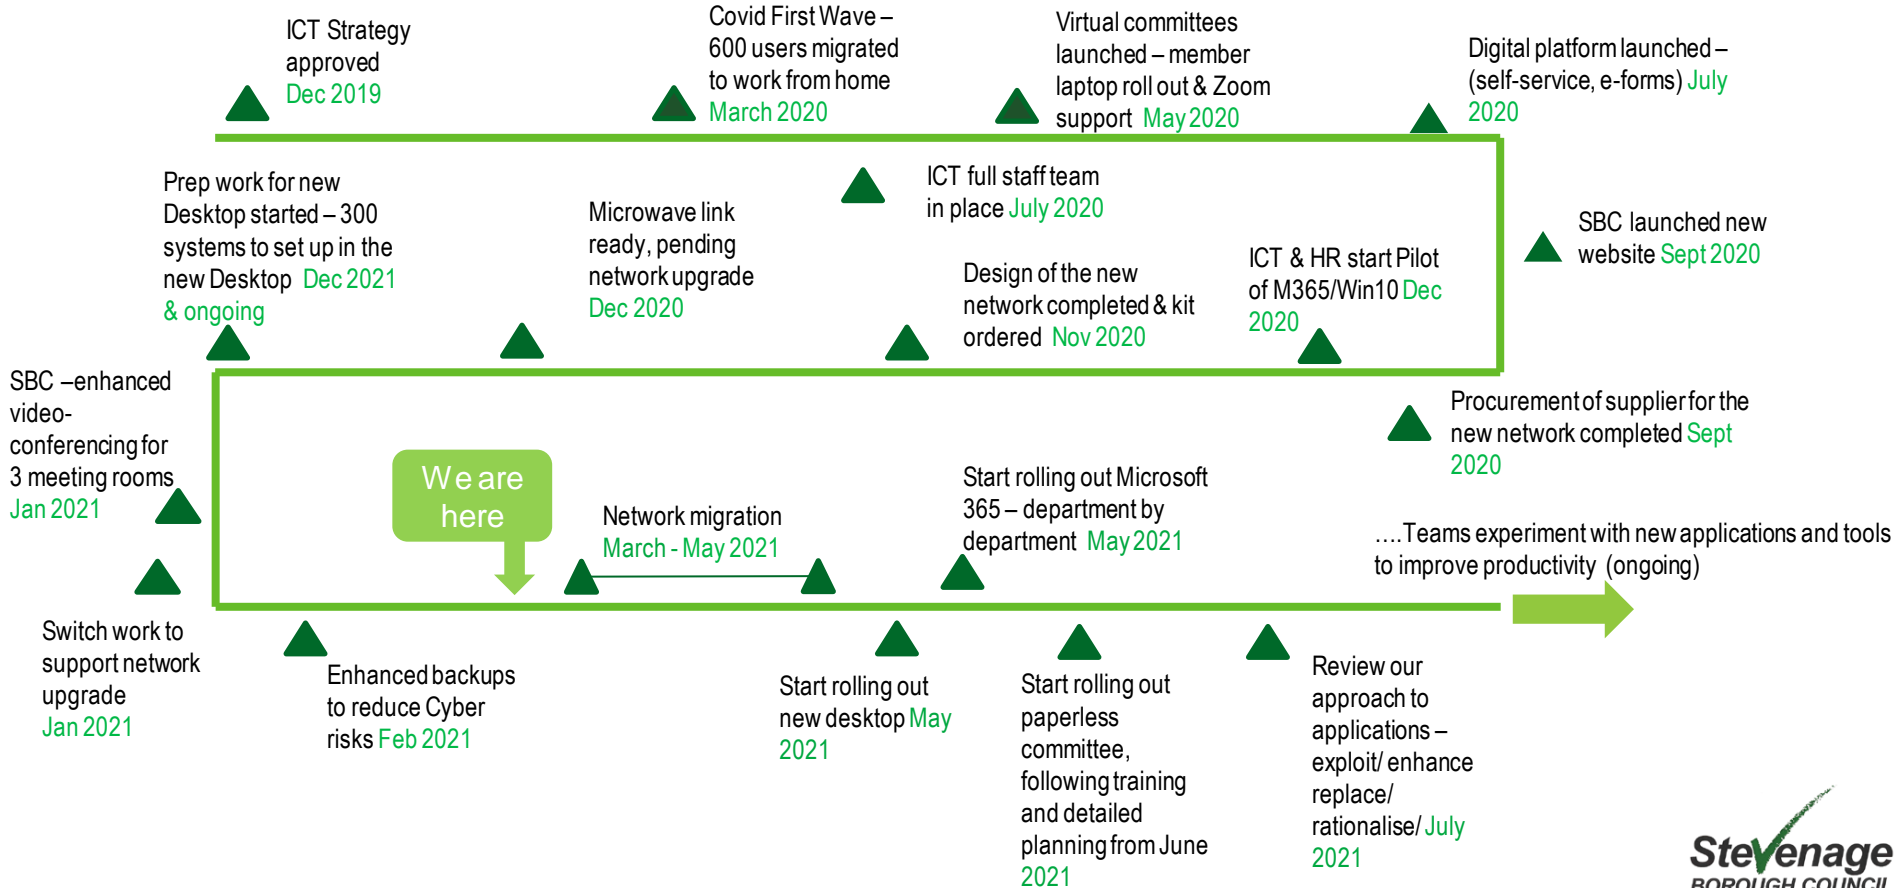 ICT Strategy
approved
Dec 2019
Covid First Wave –
600 users migrated
to work from home
March 2020
Virtual committees
launched – member
laptop roll out & Zoom
support May 2020
Digital platform launched –
(self-service, e-forms) July
2020
ICT full staff team
in place July 2020
SBC launched new
website Sept 2020
Prep work for new
Desktop started – 300
systems to set up in the
new Desktop Dec 2021
& ongoing
Microwave link
ready, pending
network upgrade
Dec 2020
Design of the new
network completed & kit
ordered Nov 2020
ICT & HR start Pilot
of M365/Win10 Dec
2020
Procurement of supplier for the
new network completed Sept
2020
SBC –enhanced
video-
conferencing for
3 meeting rooms
Jan 2021
Switch work to
support network
upgrade
Jan 2021
We are
here
Network migration
March - May 2021
Start rolling out Microsoft
365 – department by
department May 2021
….Teams experiment with new applications and tools
to improve productivity (ongoing)
Enhanced backups
to reduce Cyber
risks Feb 2021
Start rolling out
new desktop May
2021
Start rolling out
paperless
committee,
following training
and detailed
planning from June
2021
Review our
approach to
applications –
exploit/ enhance
replace/
rationalise/ July
2021
Stevenage
BOROUGH COUNCIL